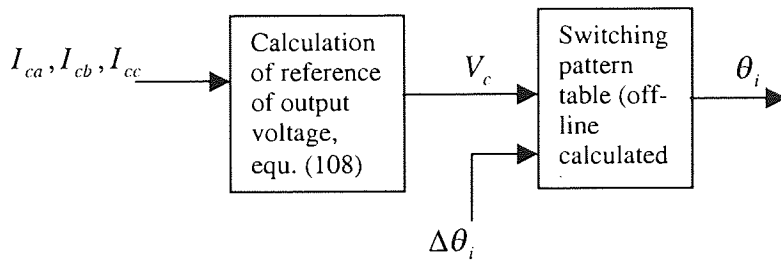 I_ca, I_cb, I_cc
Calculation
of reference
of output
voltage,
equ. (108)
V_c
Δθ_i
Switching
pattern
table (off-
line
calculated
θ_i